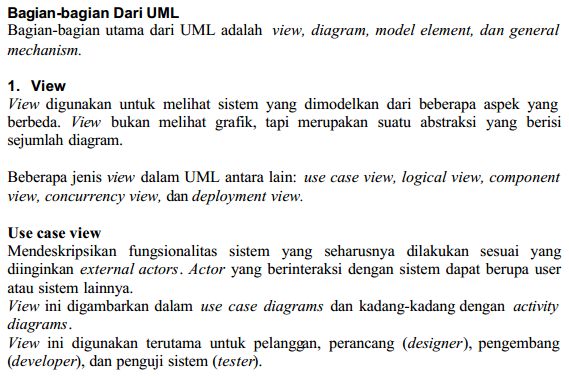 Bagian-bagian Dari UML
Bagian-bagian utama dari UML adalah view, diagram, model element, dan general
mechanism.
1. View
View digunakan untuk melihat sistem yang dimodelkan dari beberapa aspek yang
berbeda. View bukan melihat grafik, tapi merupakan suatu abstraksi yang berisi
sejumlah diagram.
Beberapa jenis view dalam UML antara lain: use case view, logical view, component
view, concurrency view, dan deployment view.
Use case view
Mendeskripsikan fungsionalitas sistem yang seharusnya dilakukan sesuai yang
diinginkan external actors. Actor yang berinteraksi dengan sistem dapat berupa user
atau sistem lainnya.
View ini digambarkan dalam use case diagrams dan kadang-kadang dengan activity
diagrams.
View ini digunakan terutama untuk pelanggan, perancang (designer), pengembang
(developer), dan penguji sistem (tester).